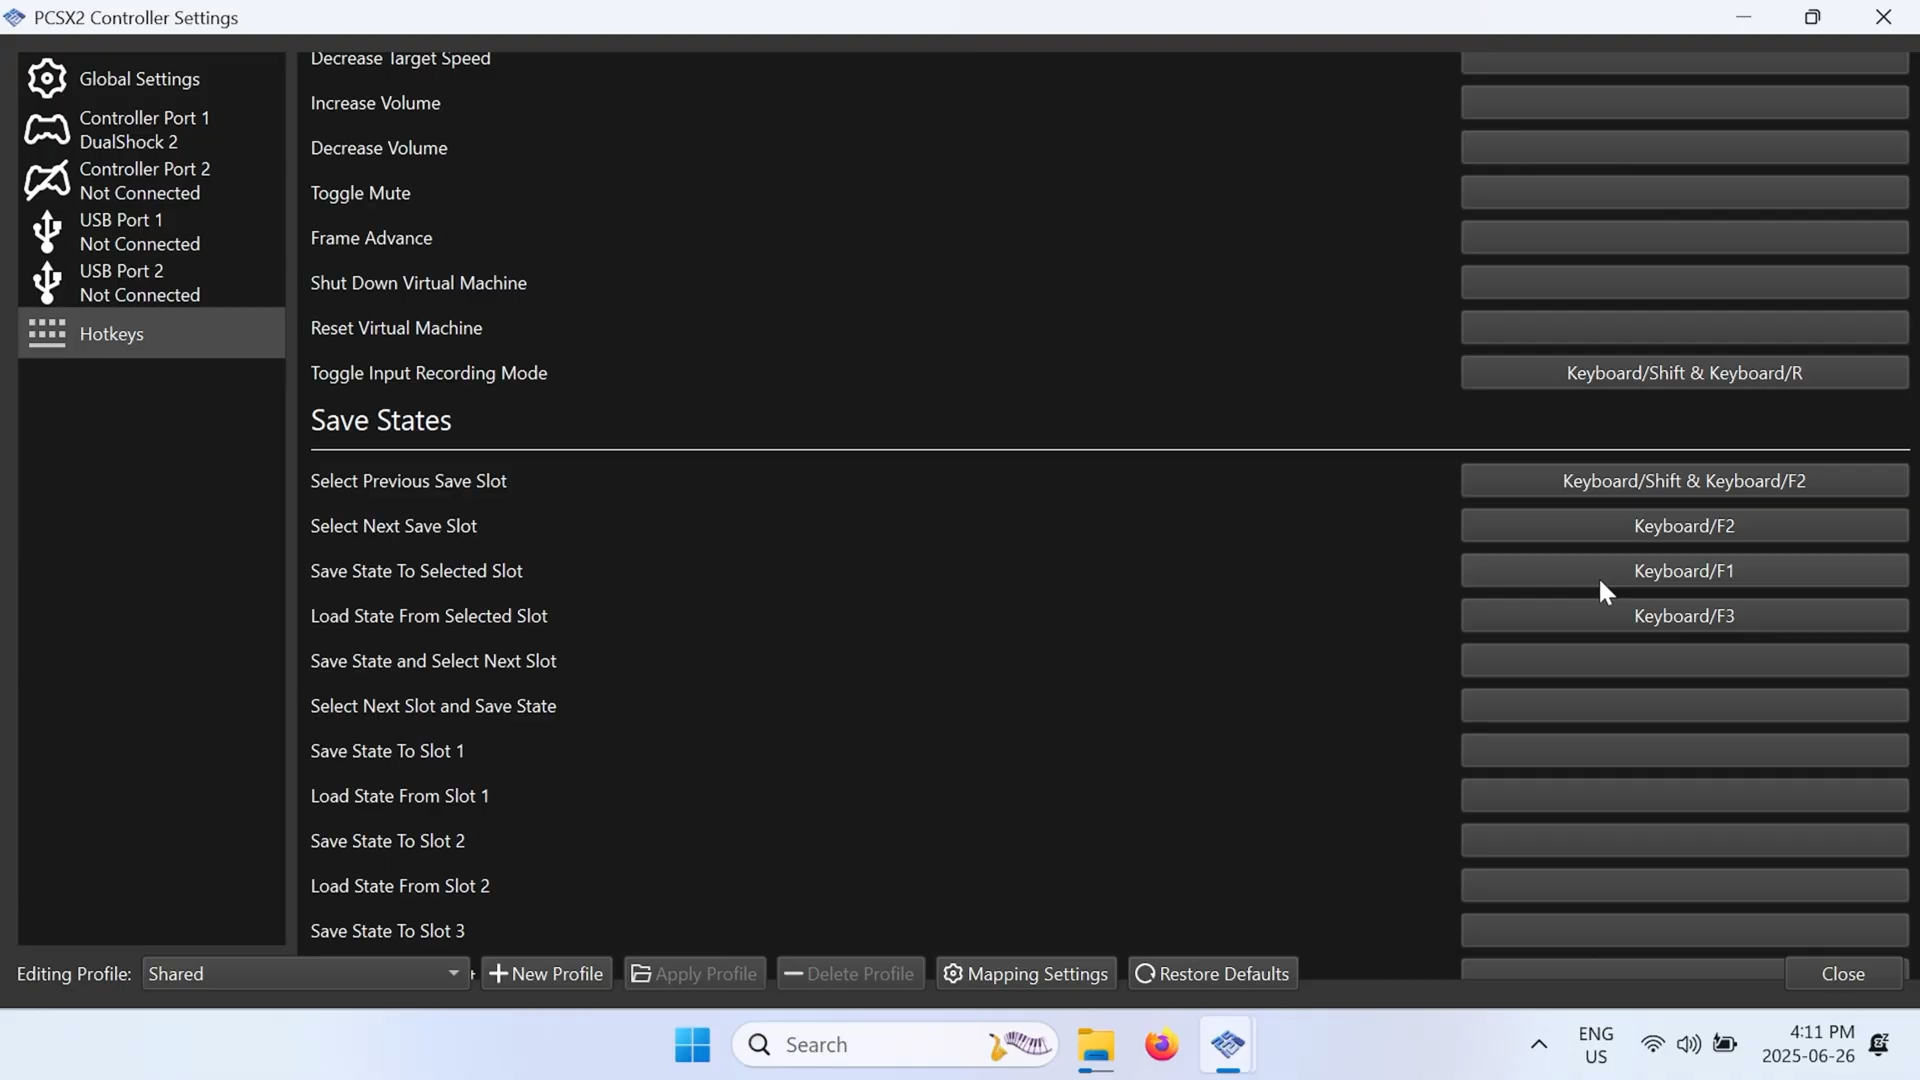 PCSX2 Controller Settings
Global Settings
Controller Port 1
DualShock 2
Controller Port 2
Not Connected
USB Port 1
Not Connected
USB Port 2
Not Connected
Hotkeys
Decrease Target Speed
Increase Volume
Decrease Volume
Toggle Mute
Frame Advance
Shut Down Virtual Machine
Reset Virtual Machine
Toggle Input Recording Mode Keyboard/Shift & Keyboard/R
Save States
Select Previous Save Slot Keyboard/Shift & Keyboard/F2
Select Next Save Slot Keyboard/F2
Save State To Selected Slot Keyboard/F1
Load State From Selected Slot Keyboard/F3
Save State and Select Next Slot
Select Next Slot and Save State
Save State To Slot 1
Load State From Slot 1
Save State To Slot 2
Load State From Slot 2
Save State To Slot 3
Editing Profile: Shared New Profile Apply Profile Delete Profile Mapping Settings Restore Defaults Close
Search
ENG
US
4:11 PM
2025-06-26